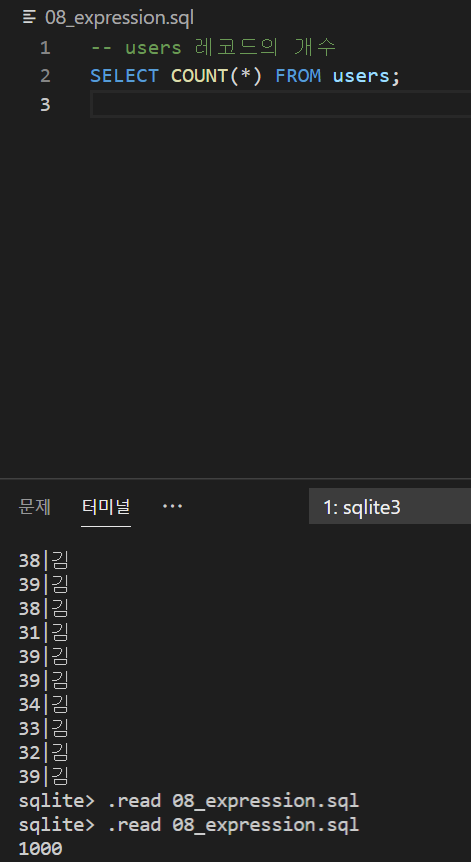 08_expression.sql
1 -- users 레코드의 개수
2 SELECT COUNT(*) FROM users;
3
문제 터미널 ··· 1: sqlite3
38|김
39|김
38|김
31|김
39|김
39|김
34|김
33|김
32|김
39|김
sqlite> .read 08_expression.sql
sqlite> .read 08_expression.sql
1000